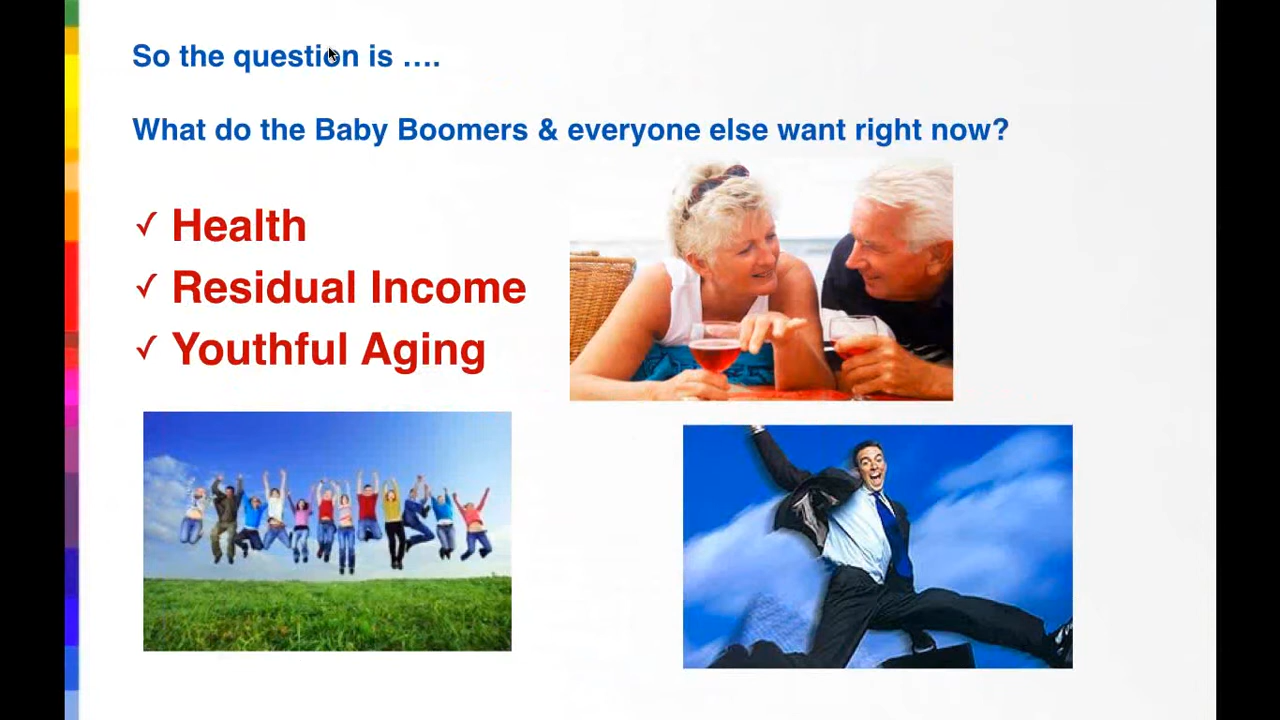 So the question is ....
What do the Baby Boomers & everyone else want right now?
✓ Health
✓ Residual Income
✓ Youthful Aging